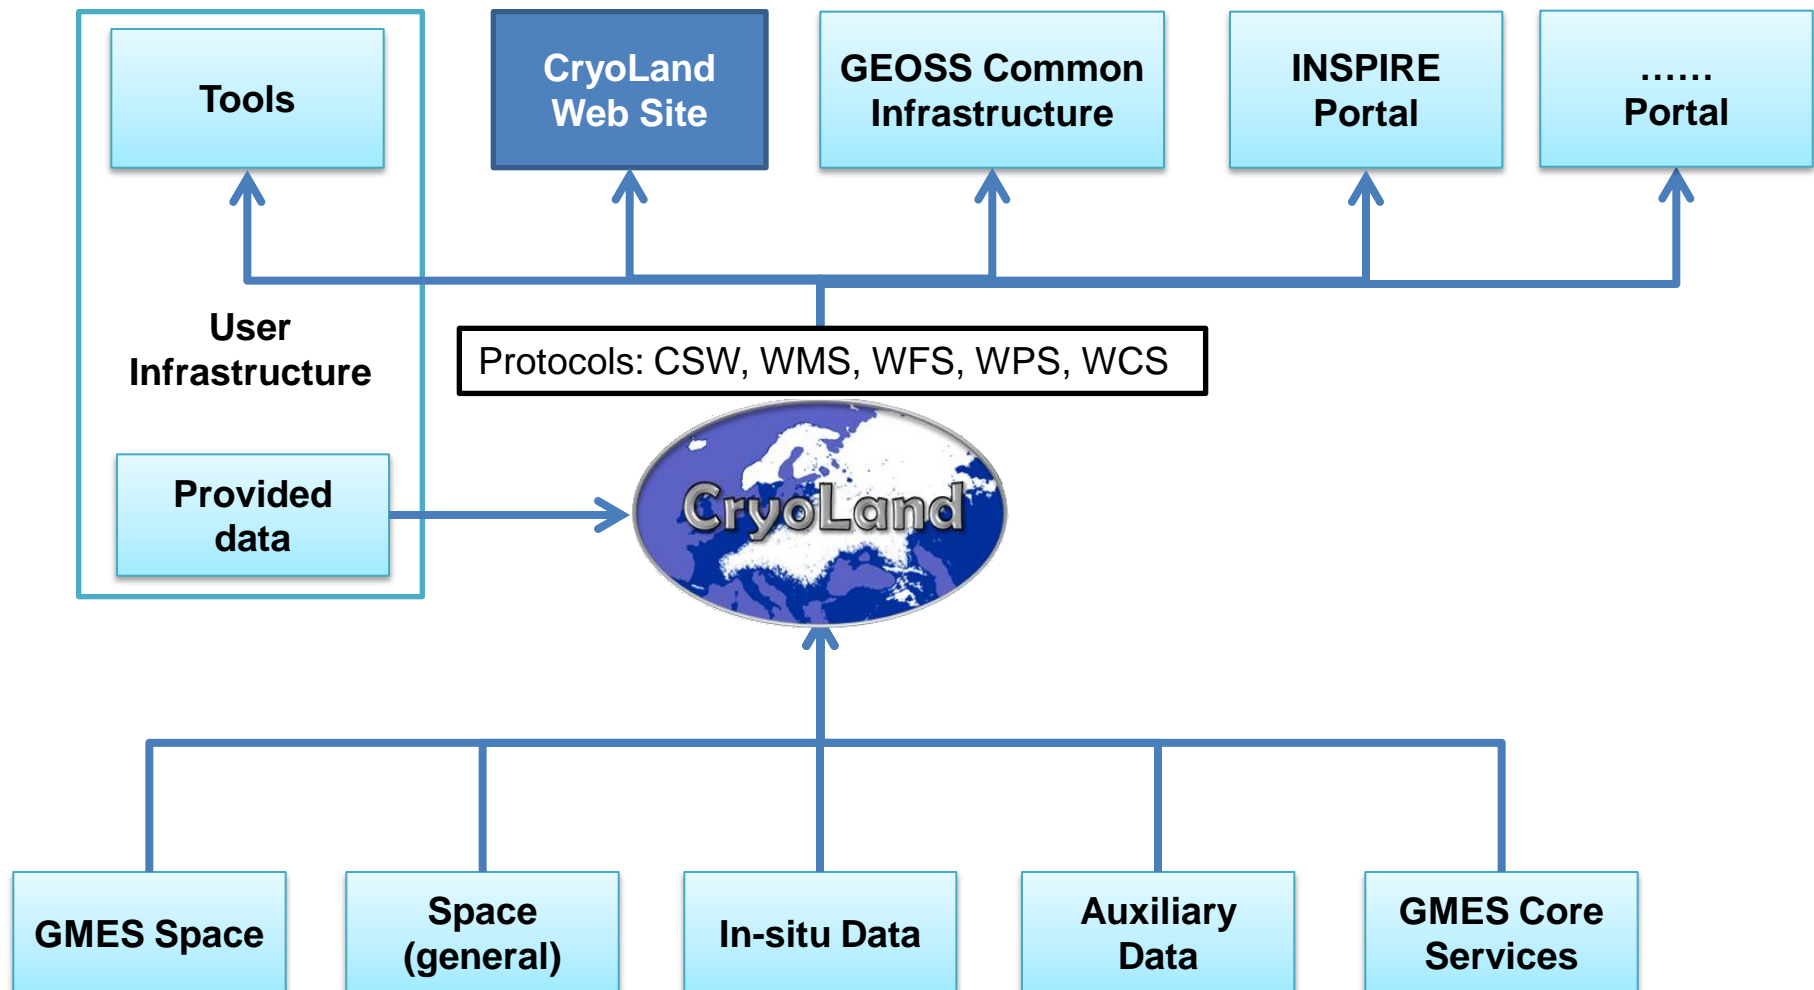 Tools
CryoLand
Web Site
GEOSS Common
Infrastructure
INSPIRE
Portal
......
Portal
User
Infrastructure
Protocols: CSW, WMS, WFS, WPS, WCS
Provided
data
CryoLand
GMES Space
Space
(general)
In-situ Data
Auxiliary
Data
GMES Core
Services